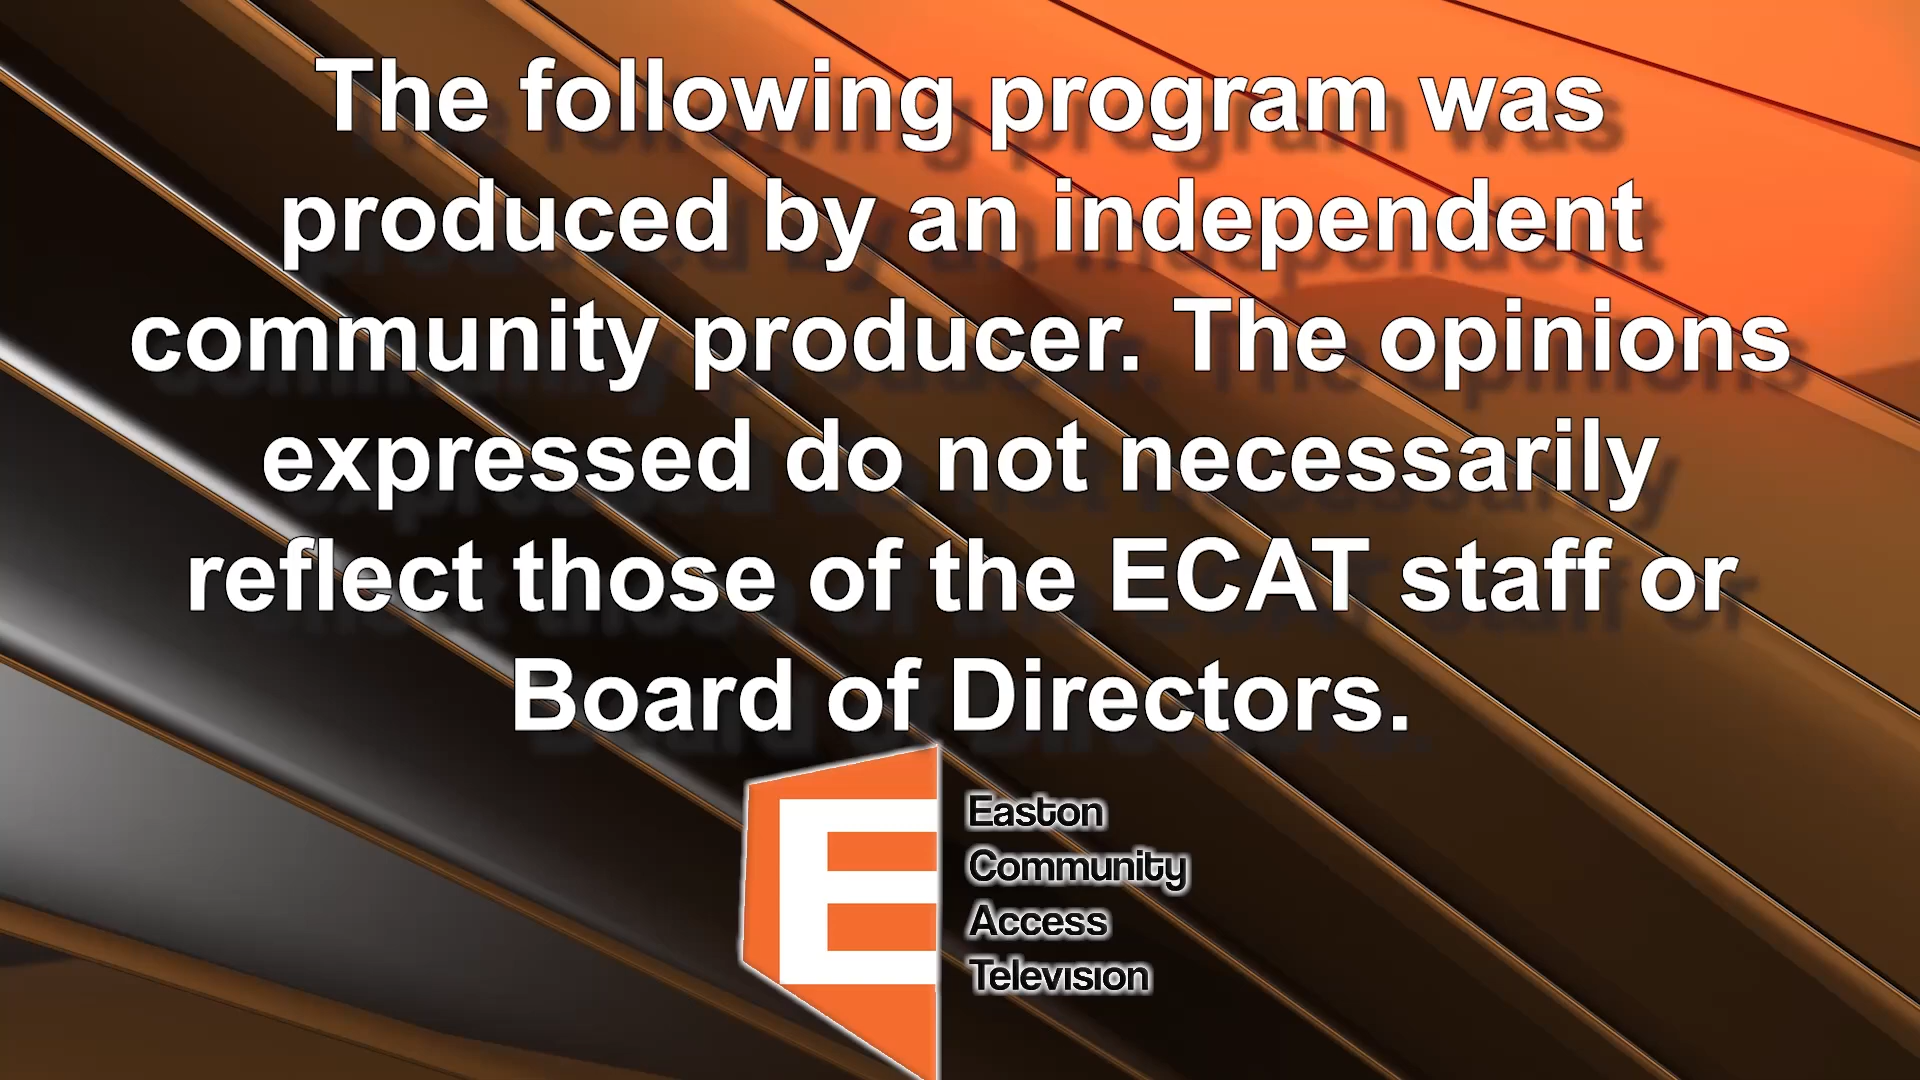 The following program was
produced by an independent
community producer. The opinions
expressed do not necessarily
reflect those of the ECAT staff or
Board of Directors.
E
Easton
Community
Access
Television